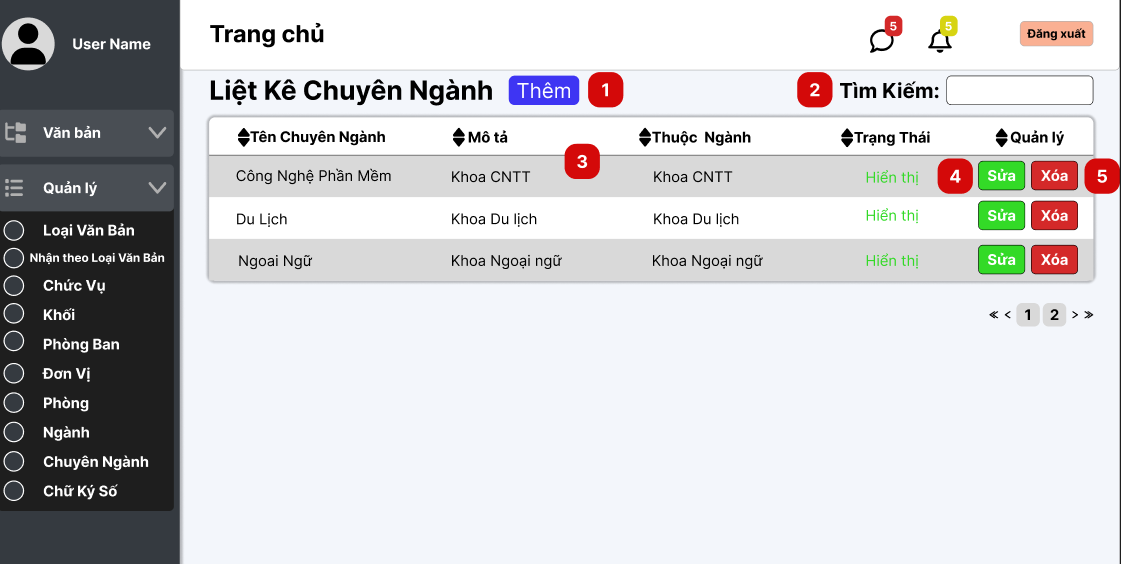 User Name
Văn bản
Quản lý
Loại Văn Bản
Nhận theo Loại Văn Bản
Chức Vụ
Khối
Phòng Ban
Đơn Vị
Phòng
Ngành
Chuyên Ngành
Chữ Ký Số
Trang chủ 5 5 Đăng xuất
Liệt Kê Chuyên Ngành Thêm 1 2 Tìm Kiếm:
Tên Chuyên Ngành Mô tả Thuộc Ngành Trạng Thái Quản lý
3
Công Nghệ Phần Mềm Khoa CNTT Khoa CNTT Hiển thị 4 Sửa Xóa 5
Du Lịch Khoa Du lịch Khoa Du lịch Hiển thị Sửa Xóa
Ngoai Ngữ Khoa Ngoại ngữ Khoa Ngoại ngữ Hiển thị Sửa Xóa
« < 1 2 > »